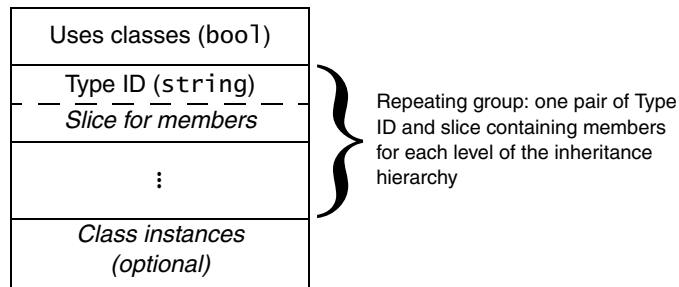 Uses classes (bool)
Type ID (string)
Slice for members
⋮
Class instances
(optional)
Repeating group: one pair of Type
ID and slice containing members
for each level of the inheritance
hierarchy